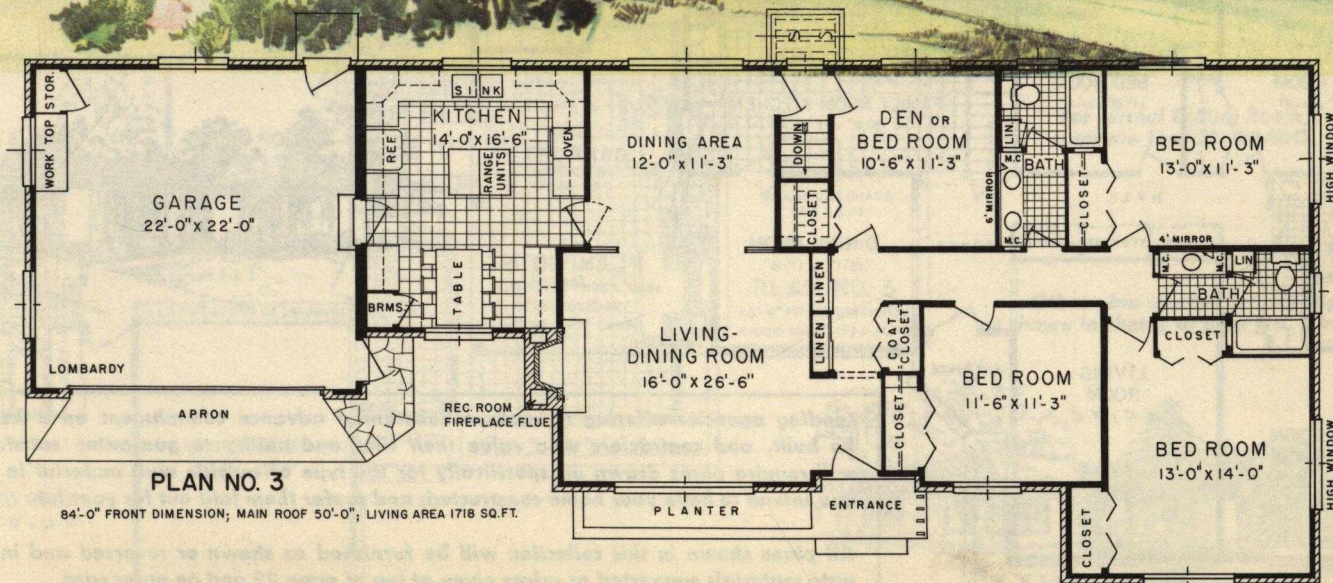 STOR.
WORK TOP
GARAGE
22'-0" x 22'-0"
LOMBARDY
APRON
SINK
KITCHEN
14'-0" x 16'-6"
REF.
RANGE
UNITS
OVEN
TABLE
BRMS.
DINING AREA
12'-0" x 11'-3"
DOWN
CLOSET
LINEN
LINEN
LIVING-
DINING ROOM
16'-0" x 26'-6"
REC. ROOM
FIREPLACE FLUE
COAT
CLOSET
CLOSET
DEN OR
BED ROOM
10'-6" x 11'-3"
LIN
M.C
BATH
6' MIRROR
M.C.
CLOSET
BED ROOM
13'-0" x 11'-3"
HIGH WINDOW
4' MIRROR
M.C.
M.C.
LIN
BATH
CLOSET
BED ROOM
11'-6" x 11'-3"
BED ROOM
13'-0" x 14'-0"
HIGH WINDOW
CLOSET
PLANTER
ENTRANCE
PLAN NO. 3
84'-0" FRONT DIMENSION; MAIN ROOF 50'-0"; LIVING AREA 1718 SQ.FT.